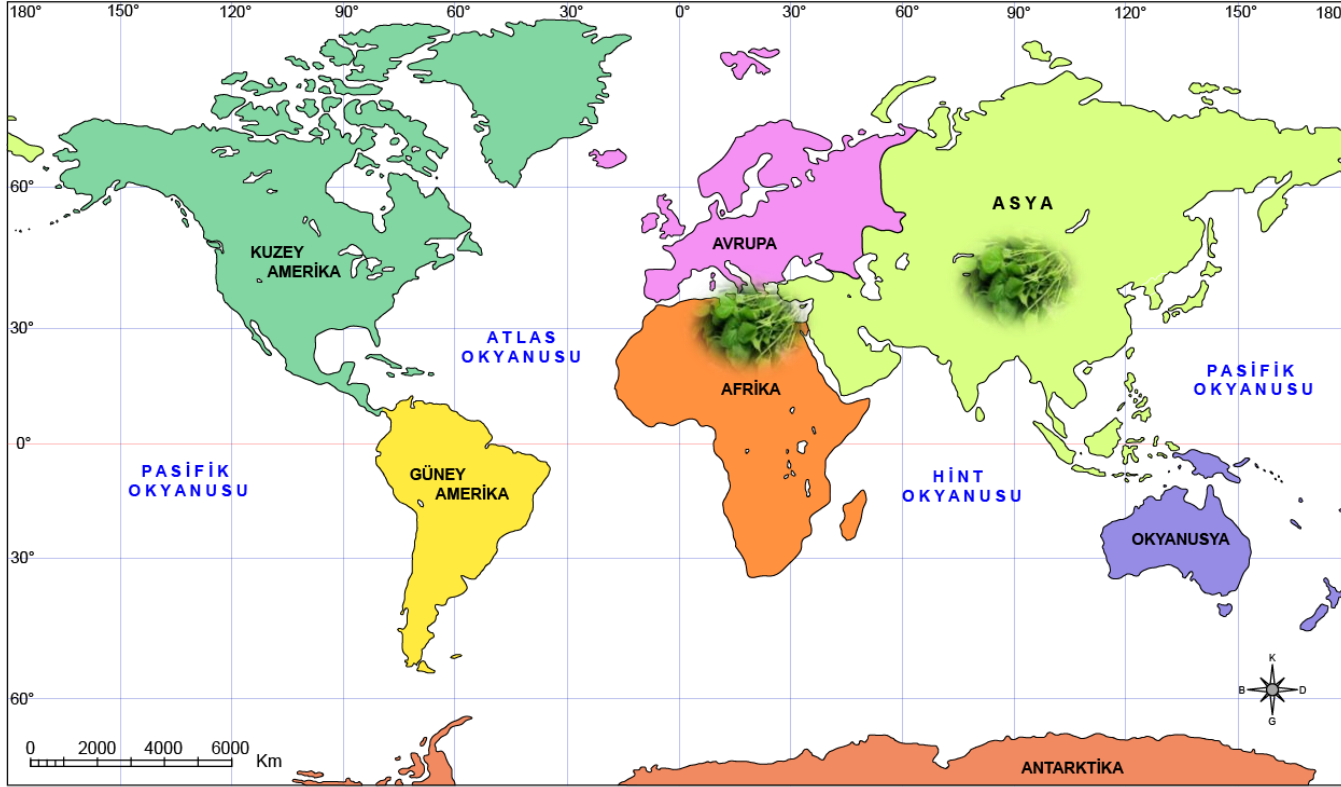 180° 150 120 90 60 30 0° 30 60 90 120 150 180
60°
ASYA
AVRUPA
KUZEY
AMERİKA
30°
ATLAS
OKYANUSU
PASİFİK
OKYANUSU
AFRİKA
0°
PASİFİK
OKYANUSU
GÜNEY
AMERİKA
HİNT
OKYANUSU
OKYANUSYA
30°
K
B D
G
60°
0 2000 4000 6000 Km
ANTARKTİKA